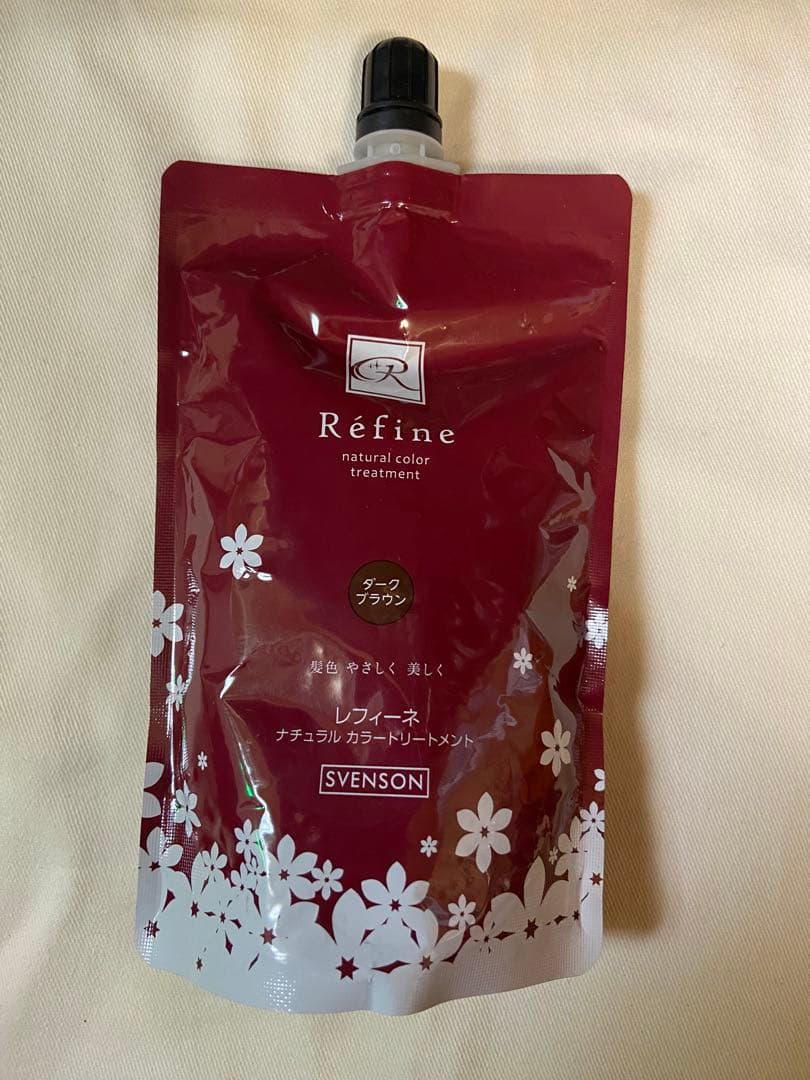 R
Réfine
natural color
treatment
ダーク
ブラウン
髪色 やさしく 美しく
レフィーネ
ナチュラル カラートリートメント
SVENSON